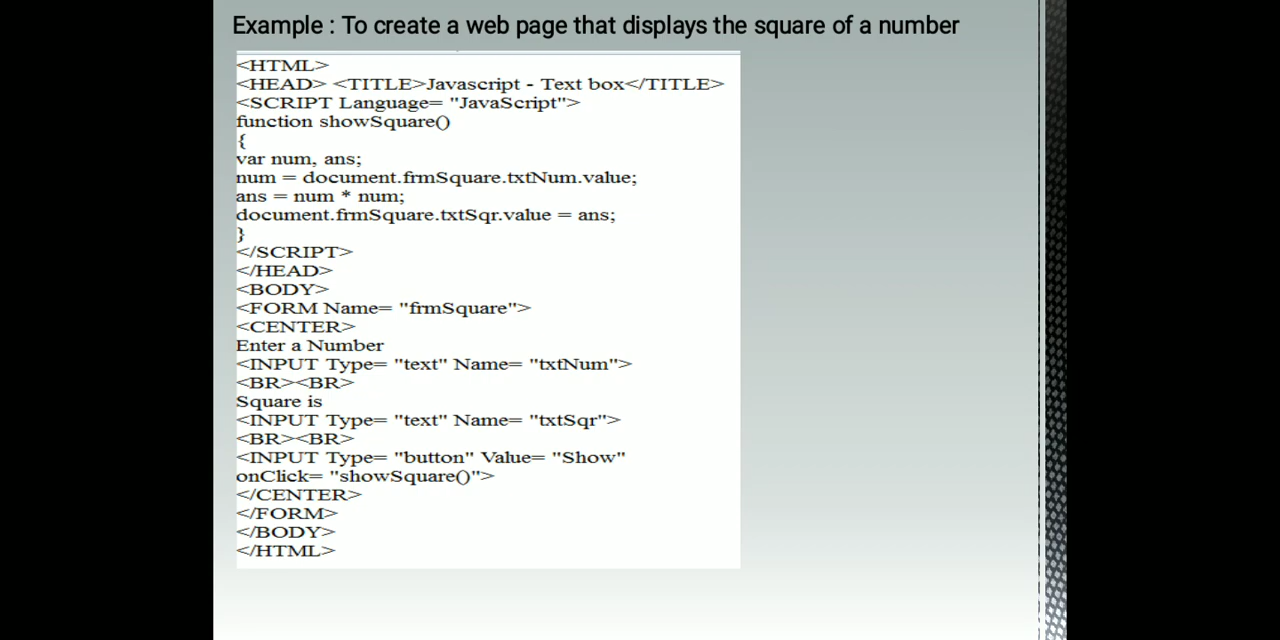 Example : To create a web page that displays the square of a number
<HTML>
<HEAD> <TITLE>Javascript - Text box</TITLE>
<SCRIPT Language= "JavaScript">
function showSquare()
{
var num, ans;
num = document.frmSquare.txtNum.value;
ans = num * num;
document.frmSquare.txtSqr.value = ans;
}
</SCRIPT>
</HEAD>
<BODY>
<FORM Name= "frmSquare">
<CENTER>
Enter a Number
<INPUT Type= "text" Name= "txtNum">
<BR><BR>
Square is
<INPUT Type= "text" Name= "txtSqr">
<BR><BR>
<INPUT Type= "button" Value= "Show"
onClick= "showSquare()">
</CENTER>
</FORM>
</BODY>
</HTML>